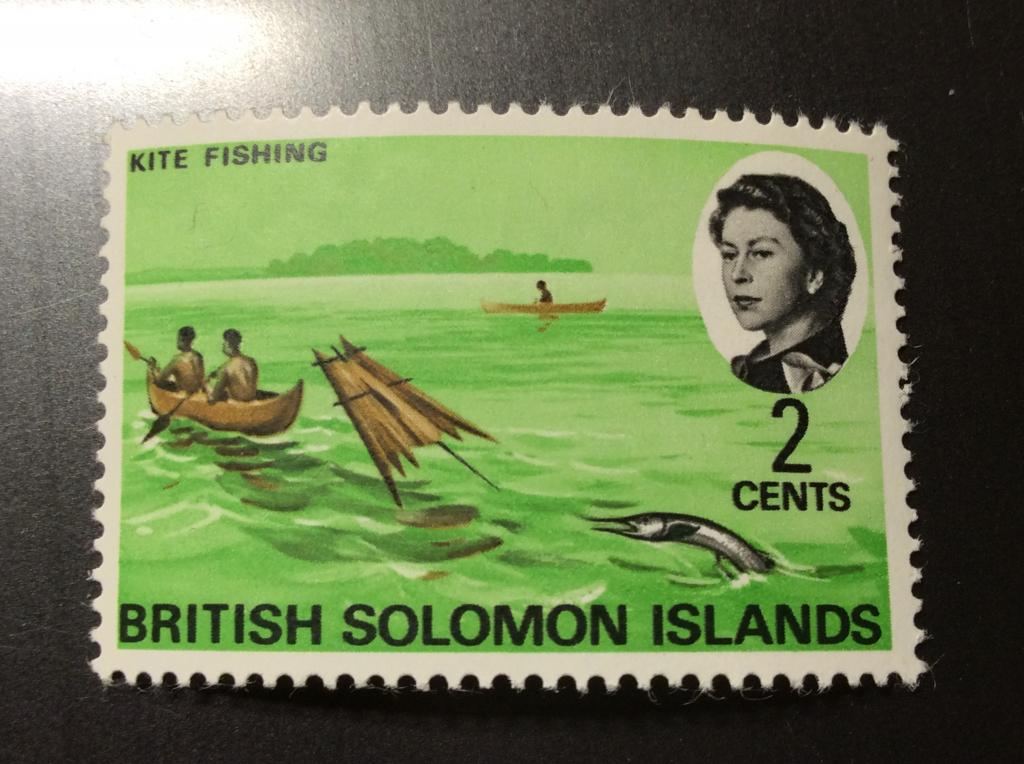 KITE FISHING
2
CENTS
BRITISH SOLOMON ISLANDS